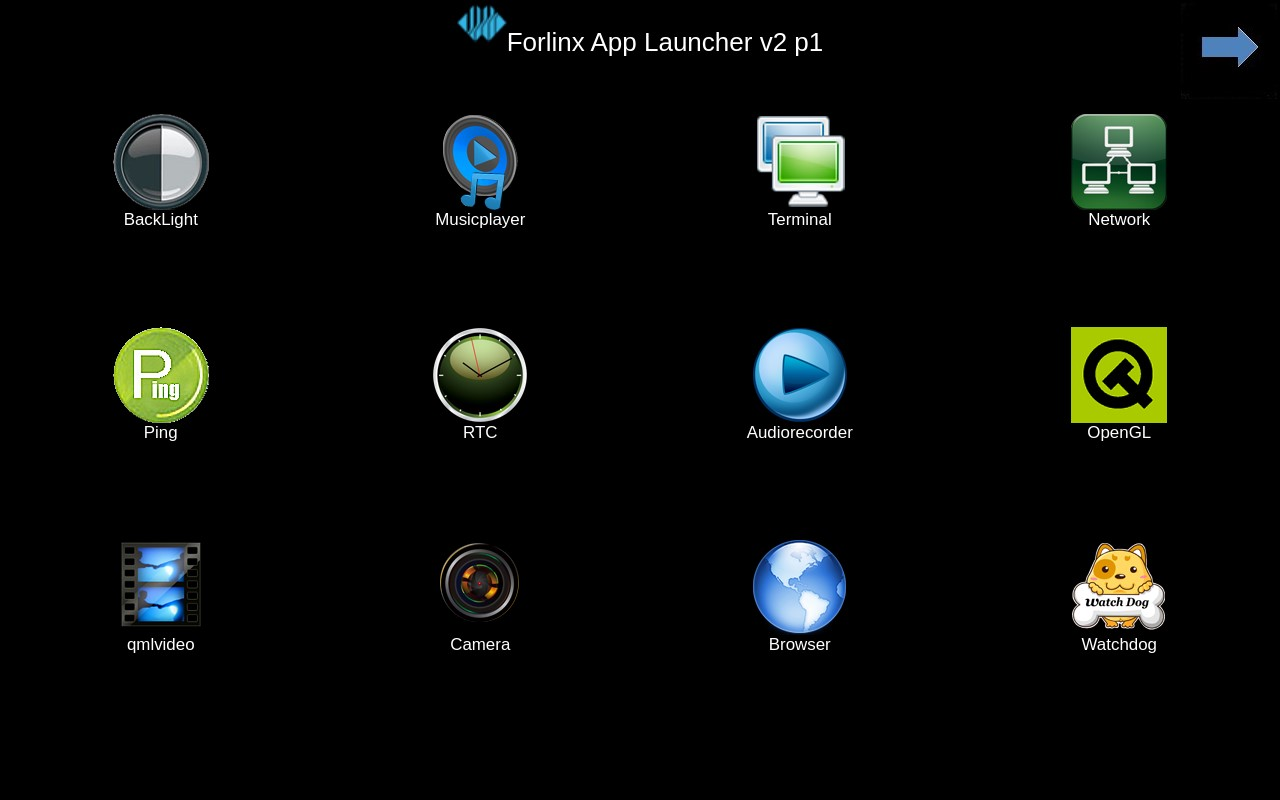 Forlinx App Launcher v2 p1
BackLight
Musicplayer
Terminal
Network
Ping
Ping
RTC
Audiorecorder
OpenGL
Watch Dog
qmlvideo
Camera
Browser
Watchdog